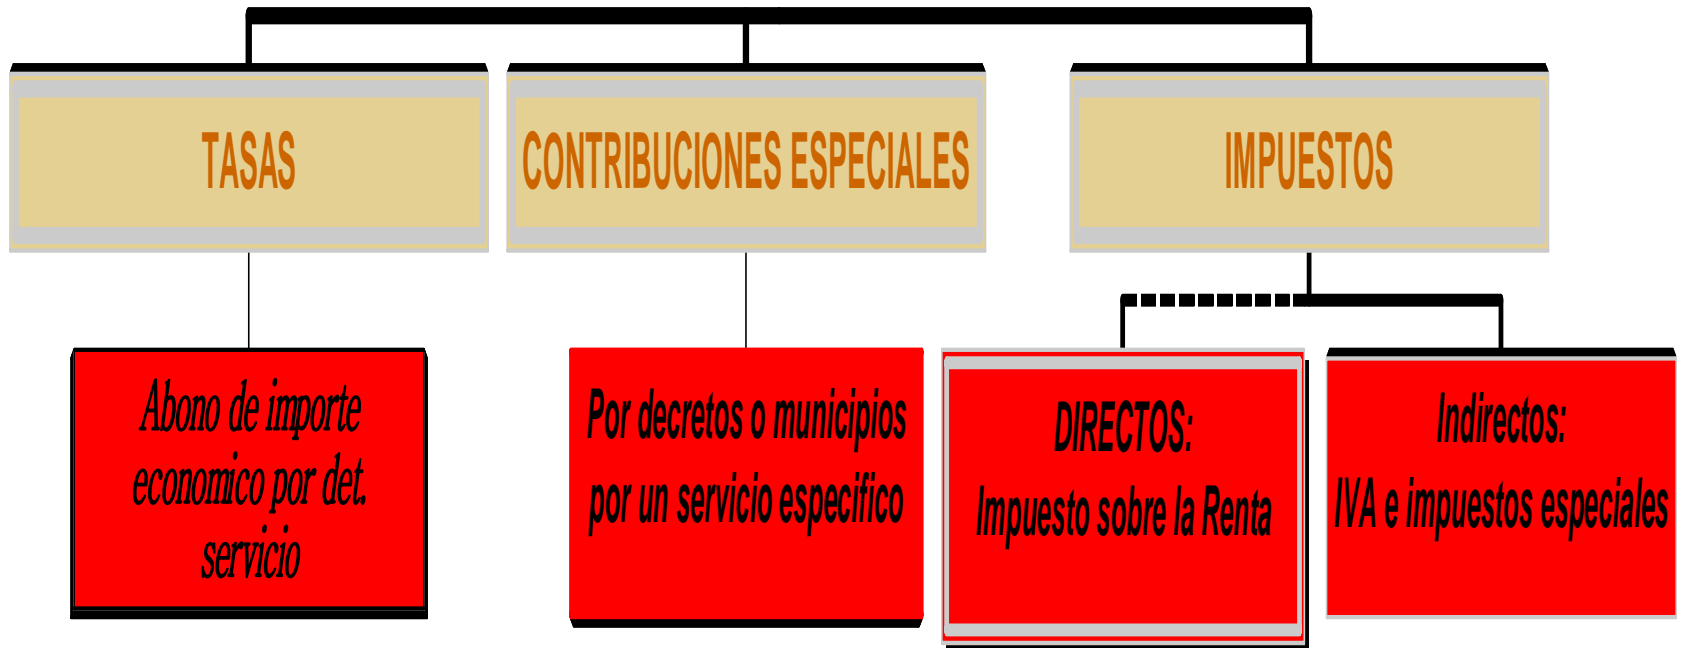 TASAS
CONTRIBUCIONES ESPECIALES
IMPUESTOS
Abono de importe
economico por det.
servicio
Por decretos o municipios
por un servicio especifico
DIRECTOS:
Impuesto sobre la Renta
Indirectos:
IVA e impuestos especiales